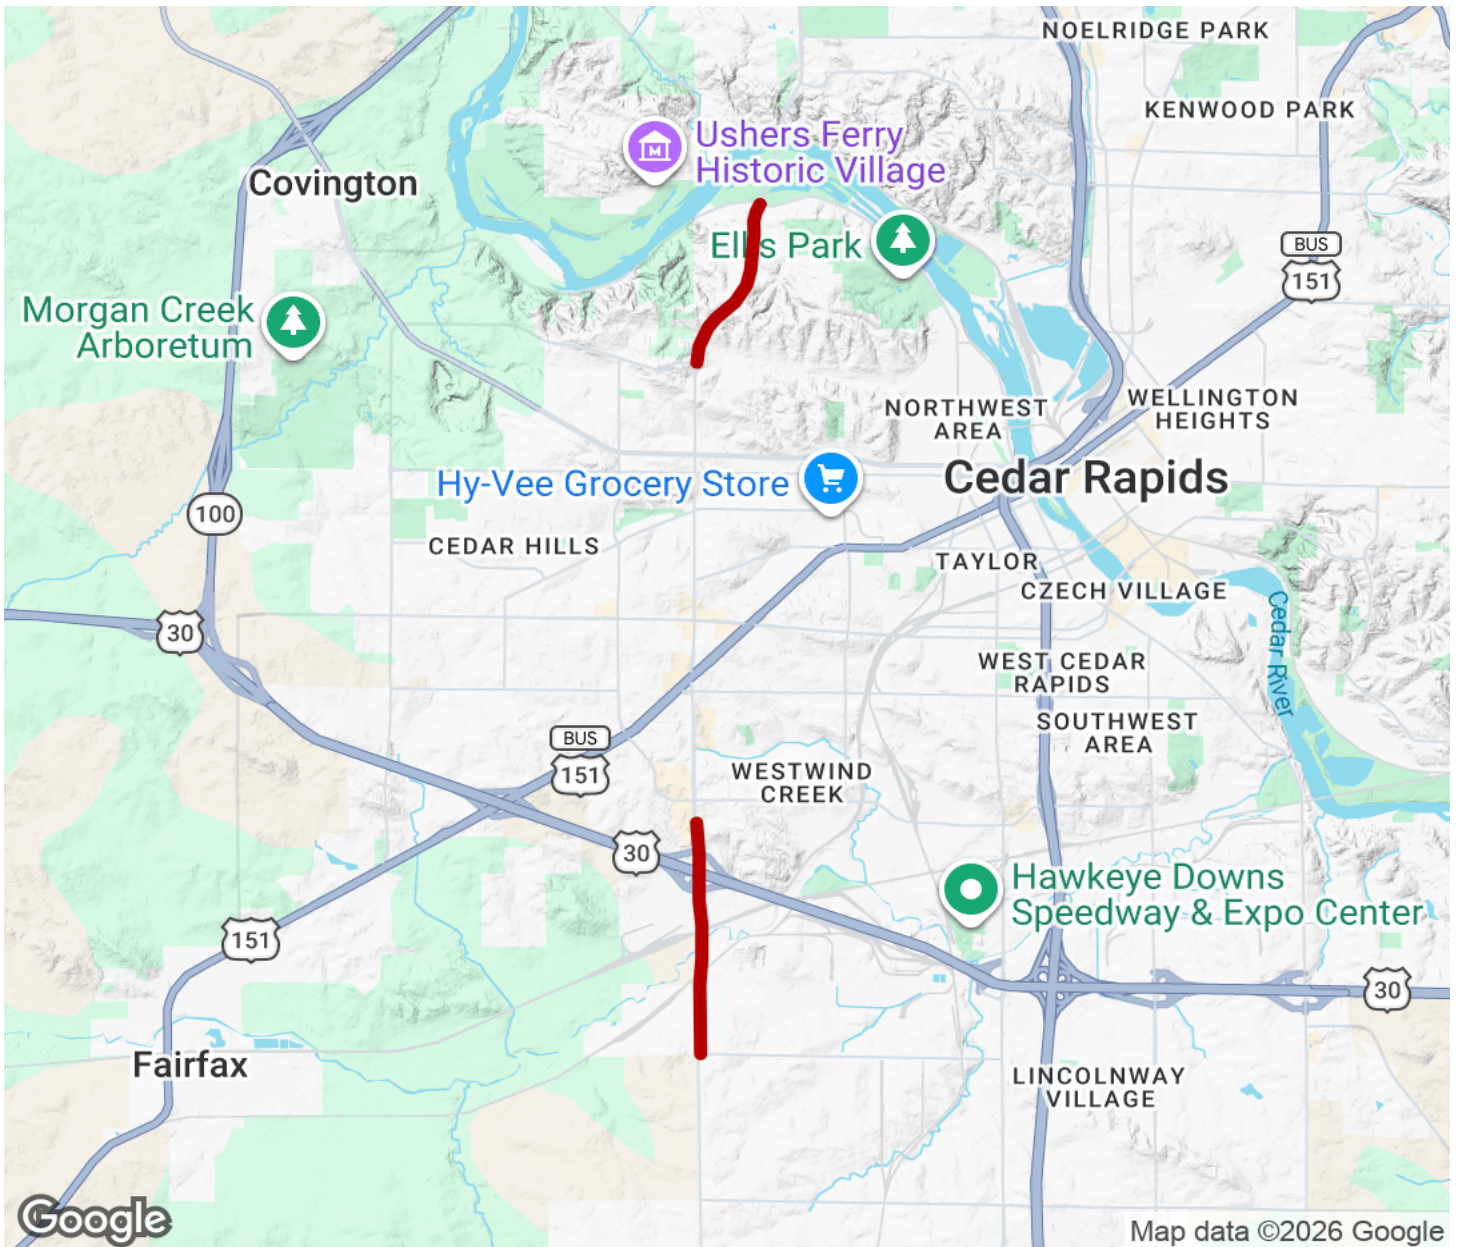 NOELRIDGE PARK
KENWOOD PARK
Ushers Ferry
Historic Village
Covington
Ellis Park
BUS
151
Morgan Creek
Arboretum
NORTHWEST
AREA
WELLINGTON
HEIGHTS
Hy-Vee Grocery Store
Cedar Rapids
100
CEDAR HILLS
TAYLOR
CZECH VILLAGE
Cedar River
30
WEST CEDAR
RAPIDS
SOUTHWEST
AREA
BUS
151
WESTWIND
CREEK
30
Hawkeye Downs
Speedway & Expo Center
151
30
Fairfax
LINCOLNWAY
VILLAGE
Google
Map data ©2026 Google